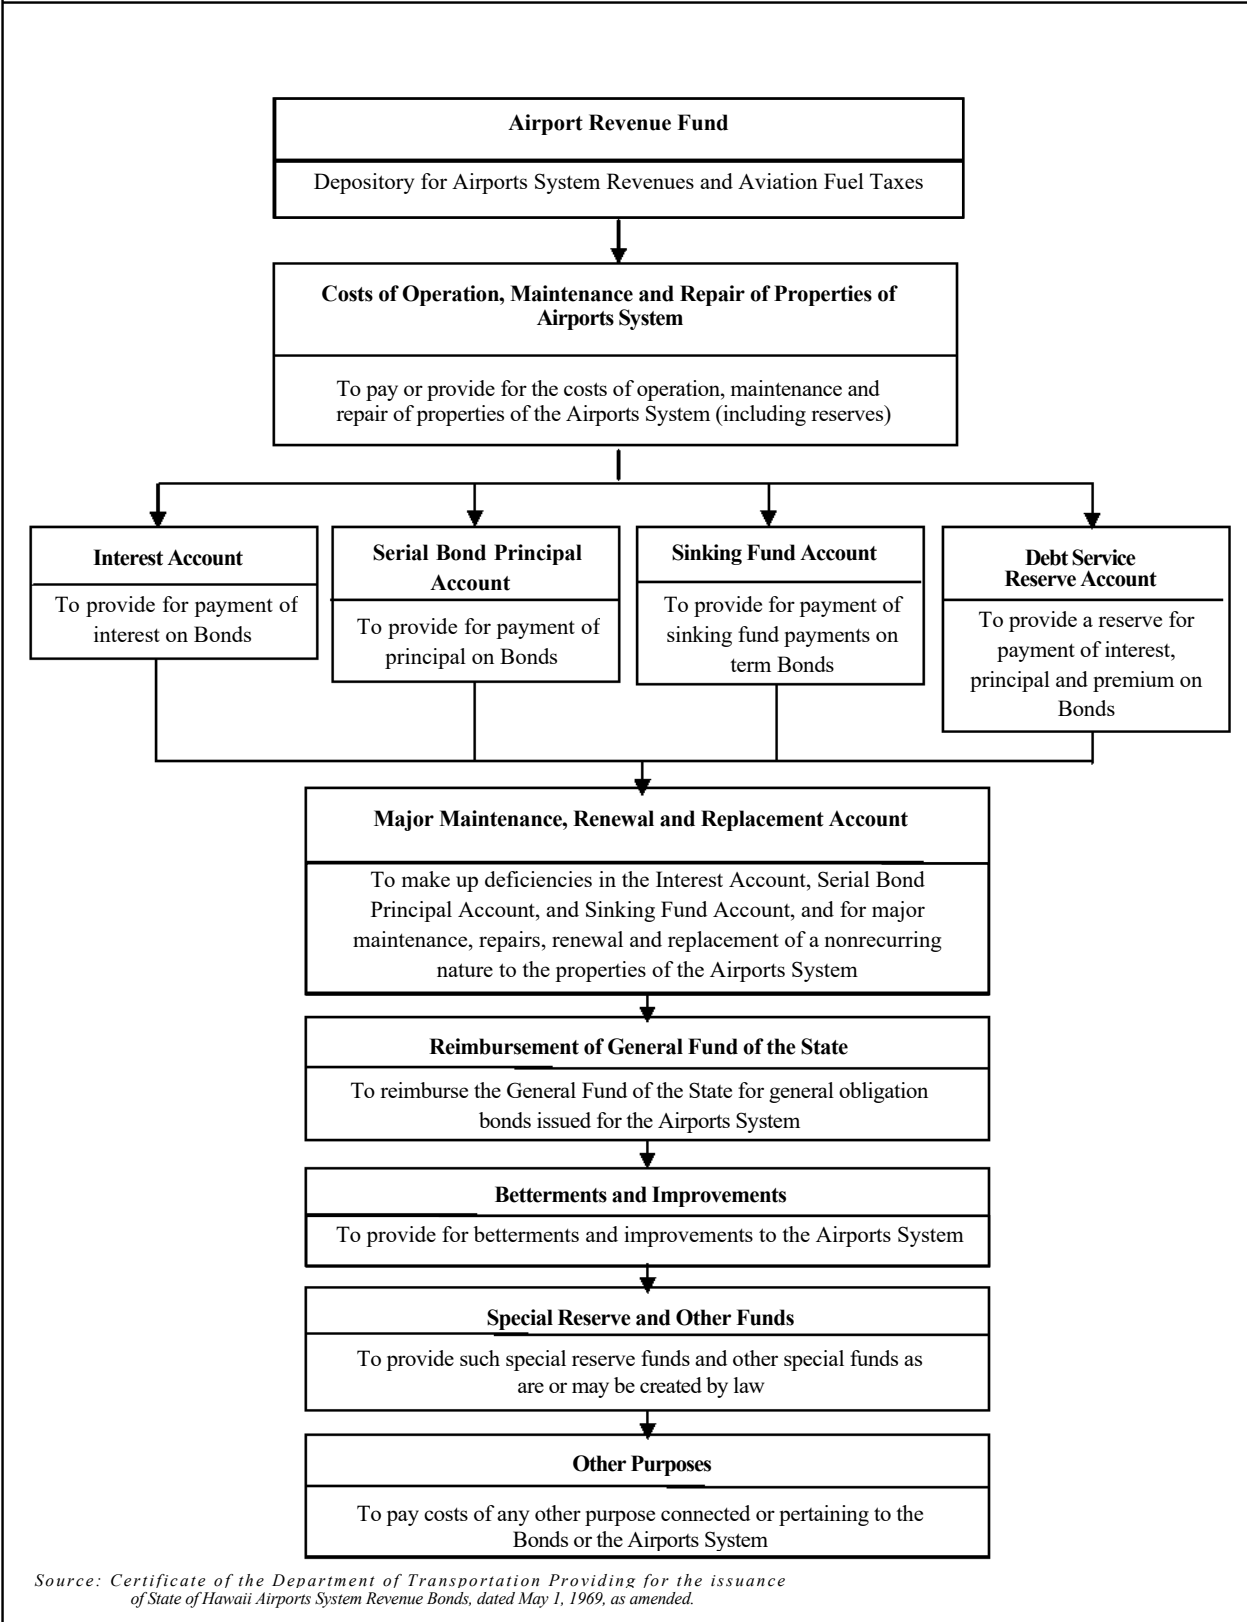 Airport Revenue Fund
Depository for Airports System Revenues and Aviation Fuel Taxes
Costs of Operation, Maintenance and Repair of Properties of
Airports System
To pay or provide for the costs of operation, maintenance and
repair of properties of the Airports System (including reserves)
Interest Account
To provide for payment of
interest on Bonds
Serial Bond Principal
Account
To provide for payment of
principal on Bonds
Sinking Fund Account
To provide for payment of
sinking fund payments on
term Bonds
Debt Service
Reserve Account
To provide a reserve for
payment of interest,
principal and premium on
Bonds
Major Maintenance, Renewal and Replacement Account
To make up deficiencies in the Interest Account, Serial Bond
Principal Account, and Sinking Fund Account, and for major
maintenance, repairs, renewal and replacement of a nonrecurring
nature to the properties of the Airports System
Reimbursement of General Fund of the State
To reimburse the General Fund of the State for general obligation
bonds issued for the Airports System
Betterments and Improvements
To provide for betterments and improvements to the Airports System
Special Reserve and Other Funds
To provide such special reserve funds and other special funds as
are or may be created by law
Other Purposes
To pay costs of any other purpose connected or pertaining to the
Bonds or the Airports System
Source: Certificate of the Department of Transportation Providing for the issuance
of State of Hawaii Airports System Revenue Bonds, dated May 1, 1969, as amended.